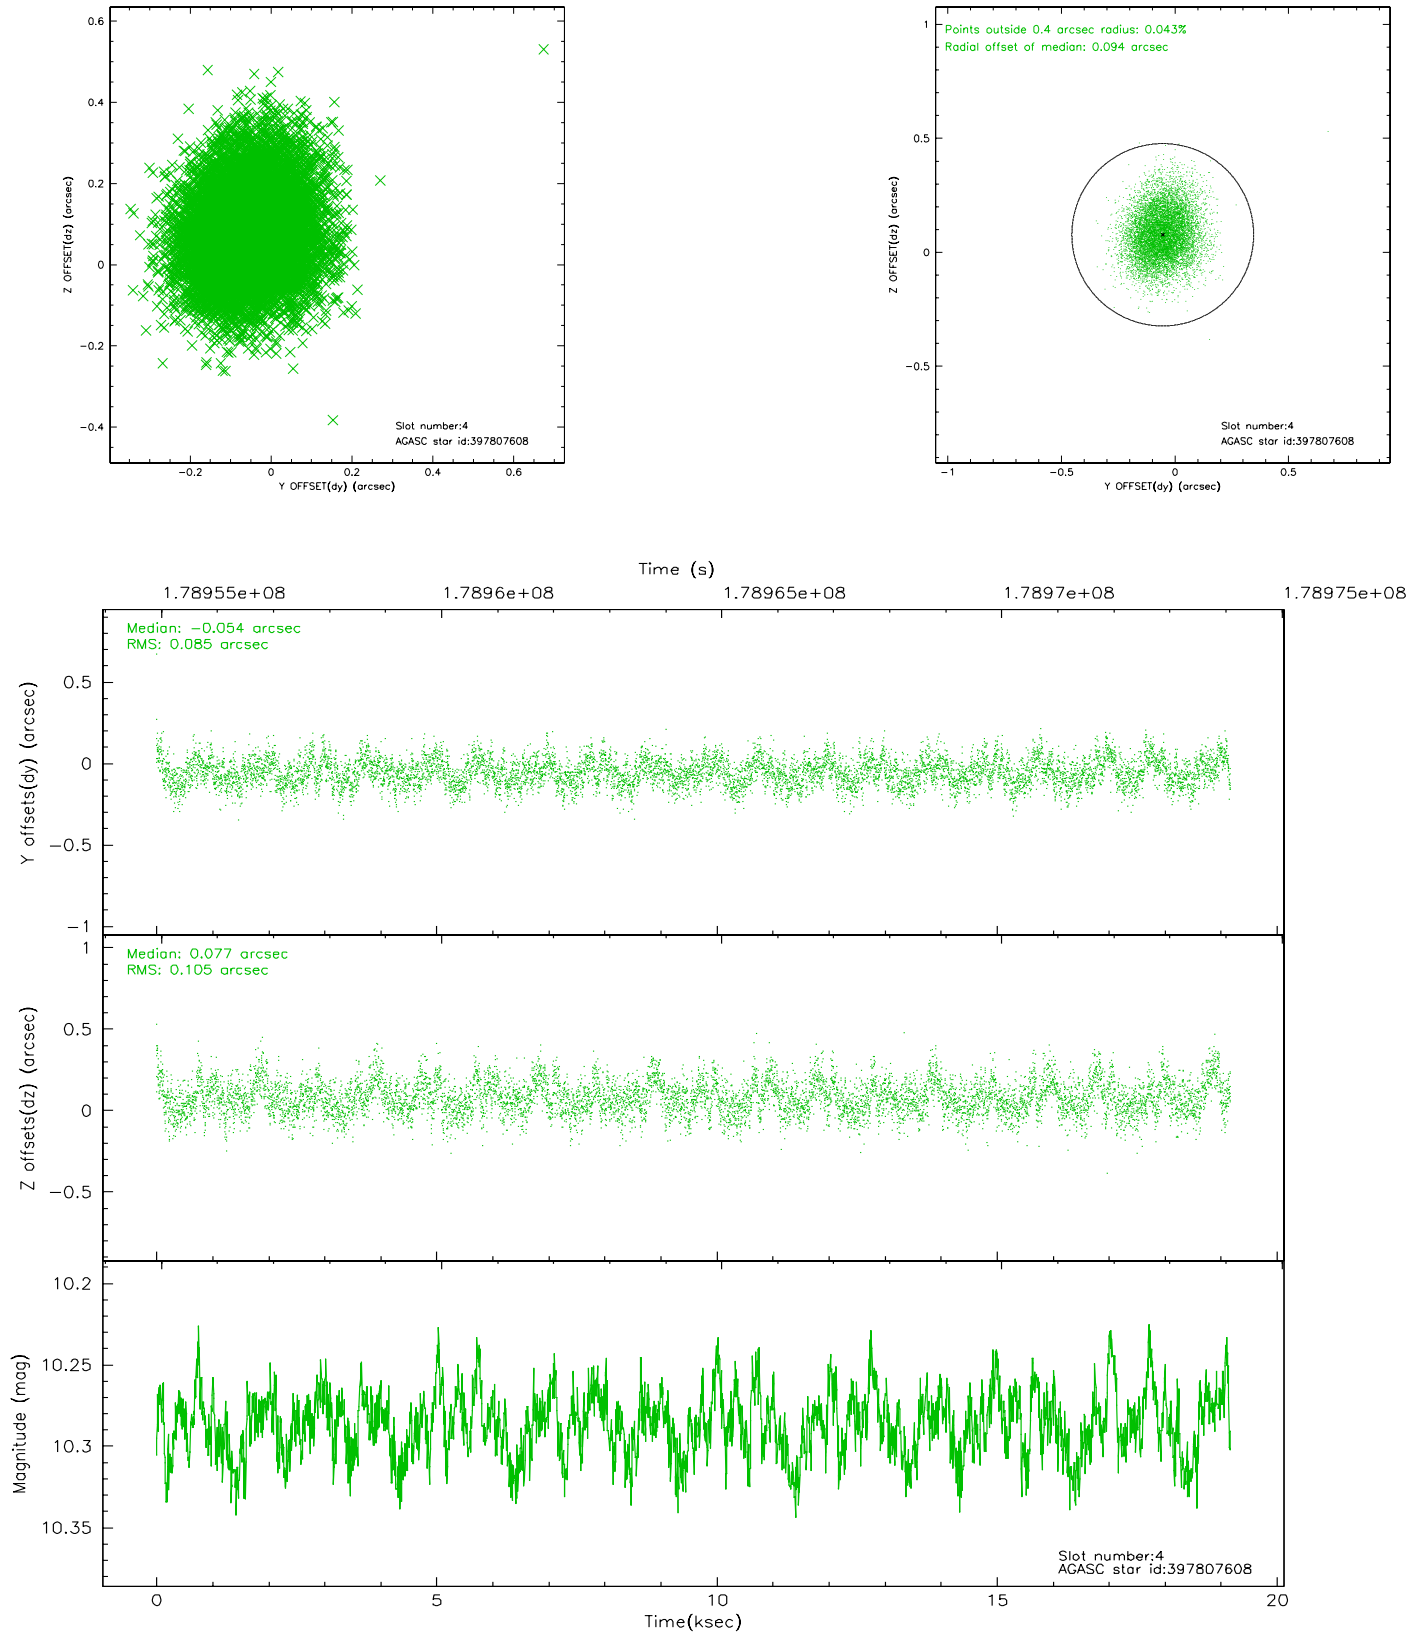 0.6
0.4
0.2
0
−0.2
−0.4
Z OFFSET(dz) (arcsec)
Slot number:4
AGASC star id:397807608
−0.2 0 0.2 0.4 0.6
Y OFFSET(dy) (arcsec)
Points outside 0.4 arcsec radius: 0.043%
Radial offset of median: 0.094 arcsec
1
0.5
0
−0.5
Z OFFSET(dz) (arcsec)
Slot number:4
AGASC star id:397807608
−1 −0.5 0 0.5
Y OFFSET(dy) (arcsec)
Time (s)
1.78955e+08 1.7896e+08 1.78965e+08 1.7897e+08 1.78975e+08
Median: −0.054 arcsec
RMS: 0.085 arcsec
0.5
0
−0.5
−1
Y offsets(dy) (arcsec)
Median: 0.077 arcsec
RMS: 0.105 arcsec
1
0.5
0
−0.5
Z offsets(dz) (arcsec)
10.2
10.25
10.3
10.35
Magnitude (mag)
Slot number:4
AGASC star id:397807608
0 5 10 15 20
Time(ksec)